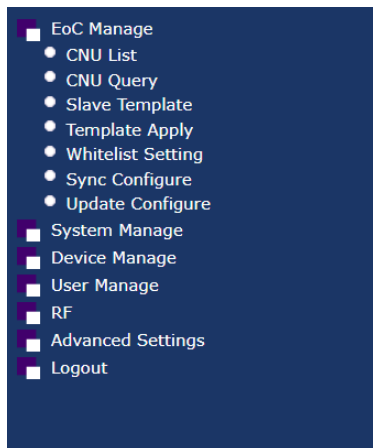 EoC Manage
CNU List
CNU Query
Slave Template
Template Apply
Whitelist Setting
Sync Configure
Update Configure
System Manage
Device Manage
User Manage
RF
Advanced Settings
Logout